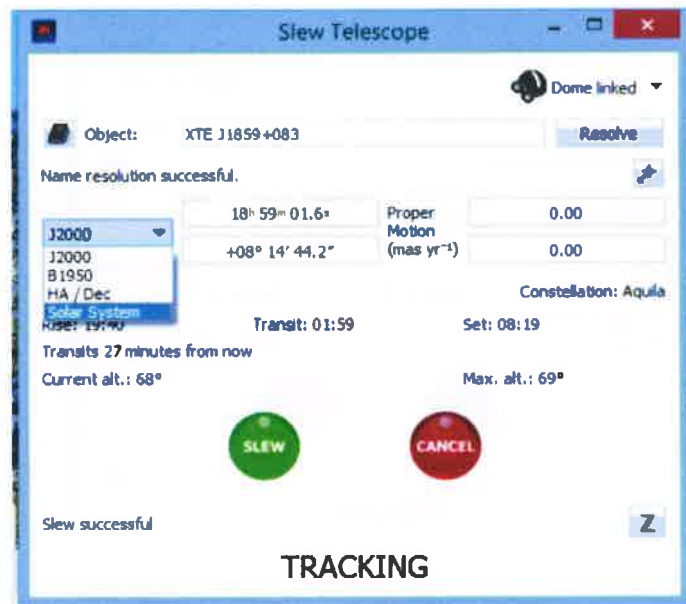 Slew Telescope
Dome linked
Object: XTE J1859+083 Resolve
Name resolution successful.
J2000 18h 59m 01.6s Proper Motion (mas yr⁻¹) 0.00
+08° 14′ 44.2″ 0.00
J2000
B1950
HA / Dec
Solar System
Constellation: Aquila
Rise: 19:40 Transit: 01:59 Set: 08:19
Transits 27 minutes from now
Current alt.: 68° Max. alt.: 69°
SLEW CANCEL
Slew successful Z
TRACKING